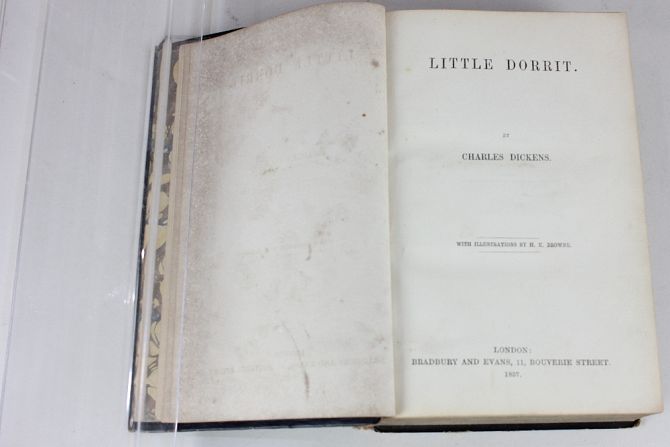 LITTLE DORRIT.
BY
CHARLES DICKENS.
WITH ILLUSTRATIONS BY H. K. BROWNE.
LONDON:
BRADBURY AND EVANS, 11, BOUVERIE STREET.
1857.